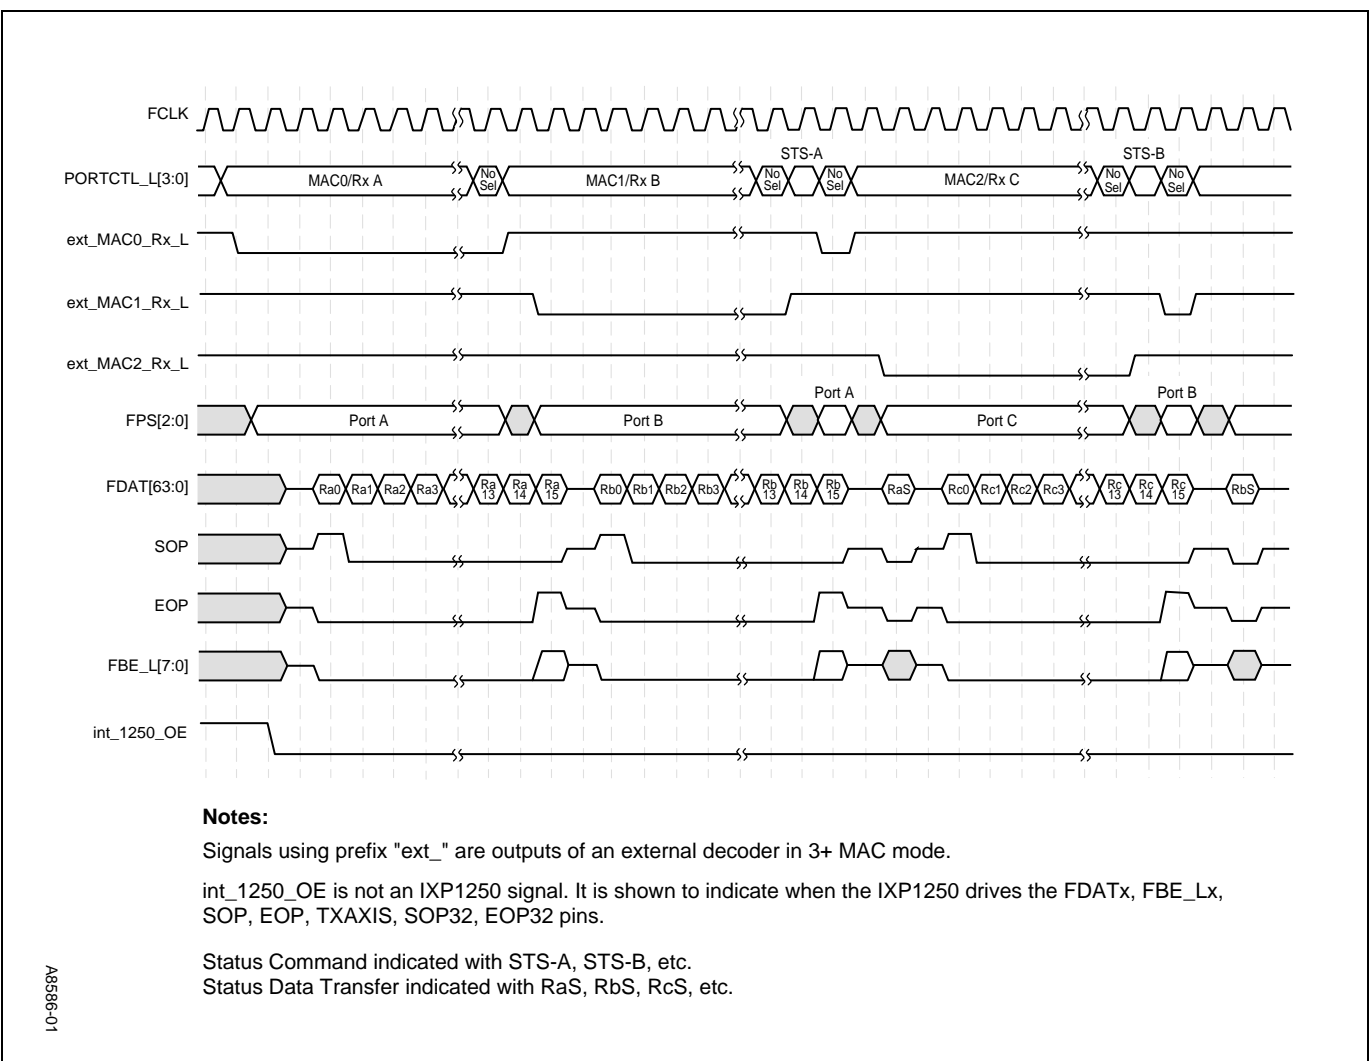 FCLK
STS-A
STS-B
PORTCTL_L[3:0]
MAC0/Rx A
No
Sel
MAC1/Rx B
No
Sel
No
Sel
MAC2/Rx C
No
Sel
No
Sel
ext_MAC0_Rx_L
ext_MAC1_Rx_L
ext_MAC2_Rx_L
Port A
Port B
FPS[2:0]
Port A
Port B
Port C
FDAT[63:0]
Ra0
Ra1
Ra2
Ra3
Ra
13
Ra
14
Ra
15
Rb0
Rb1
Rb2
Rb3
Rb
13
Rb
14
Rb
15
RaS
Rc0
Rc1
Rc2
Rc3
Rc
13
Rc
14
Rc
15
RbS
SOP
EOP
FBE_L[7:0]
int_1250_OE
Notes:
Signals using prefix "ext_" are outputs of an external decoder in 3+ MAC mode.
int_1250_OE is not an IXP1250 signal. It is shown to indicate when the IXP1250 drives the FDATx, FBE_Lx,
SOP, EOP, TXAXIS, SOP32, EOP32 pins.
Status Command indicated with STS-A, STS-B, etc.
Status Data Transfer indicated with RaS, RbS, RcS, etc.
A8586-01